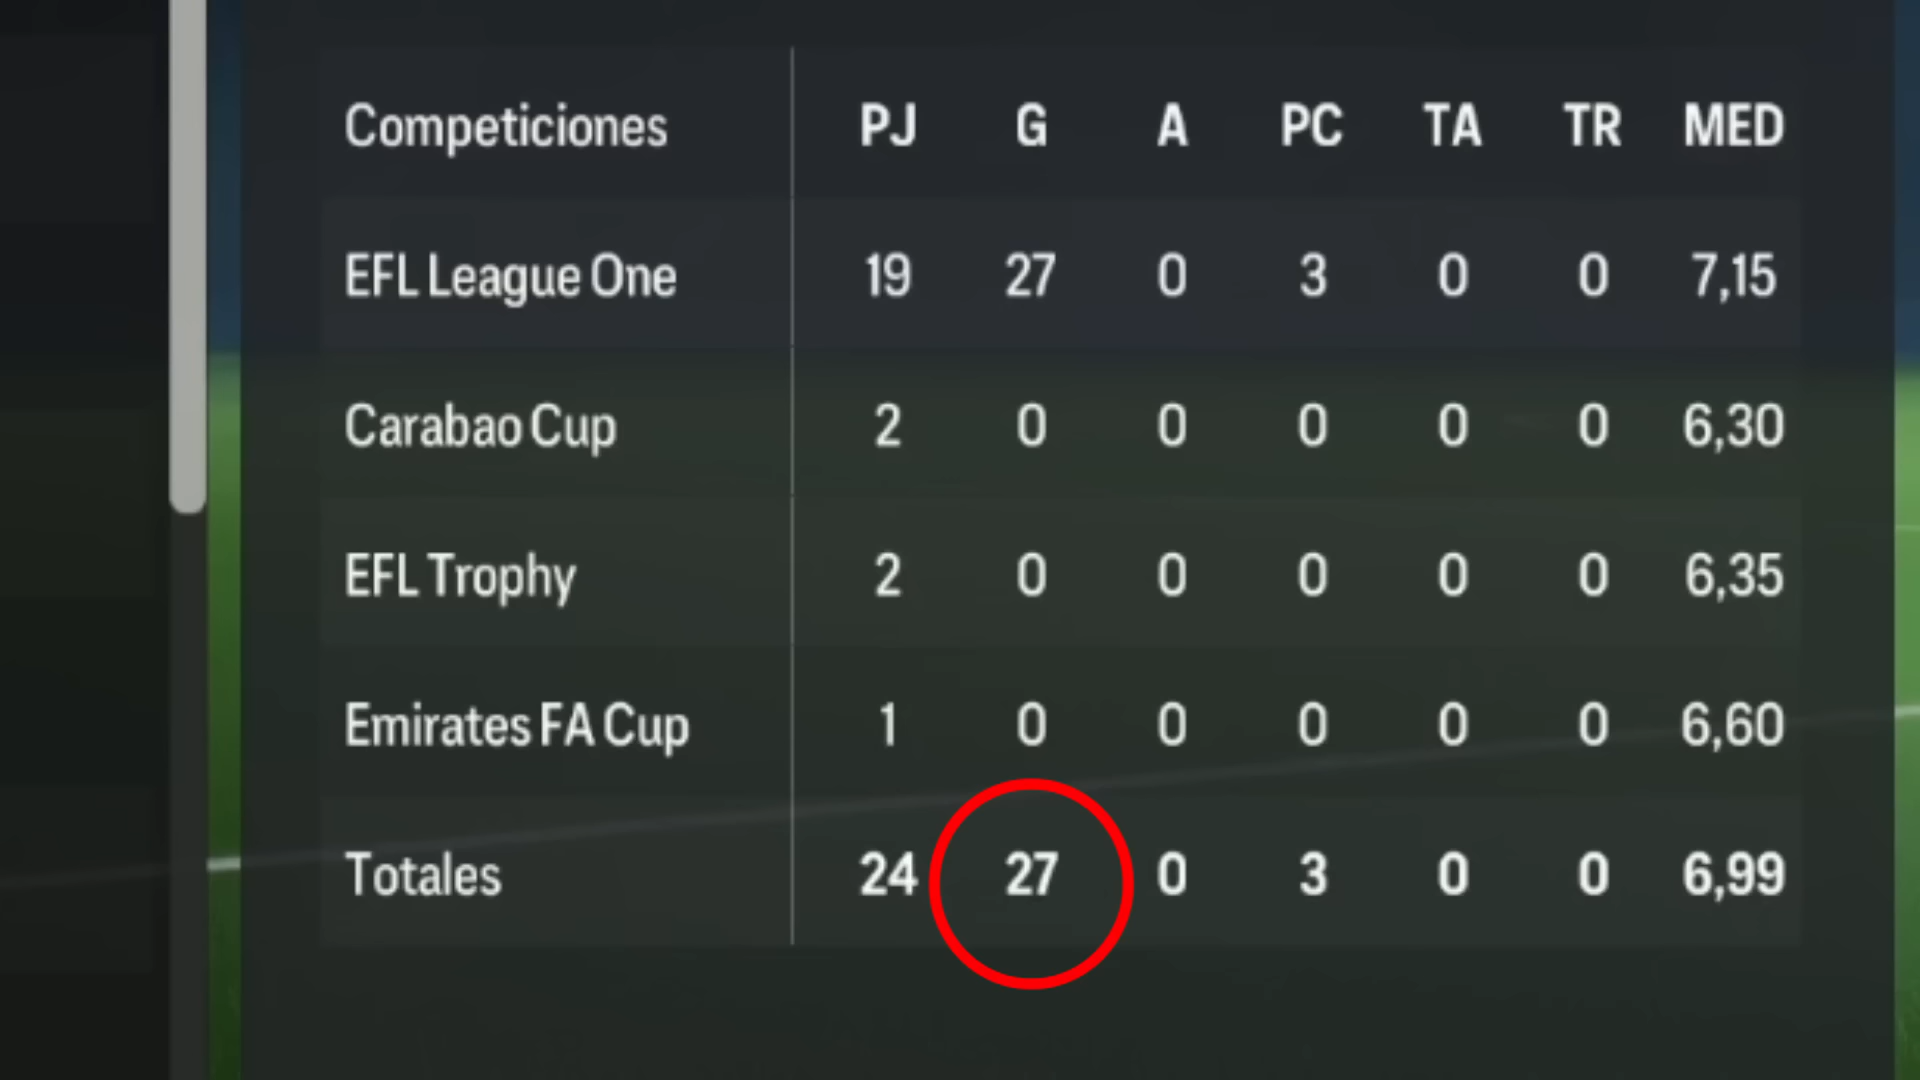 Competiciones PJ G A PC TA TR MED
EFL League One 19 27 0 3 0 0 7,15
Carabao Cup 2 0 0 0 0 0 6,30
EFL Trophy 2 0 0 0 0 0 6,35
Emirates FA Cup 1 0 0 0 0 0 6,60
Totales 24 27 0 3 0 0 6,99